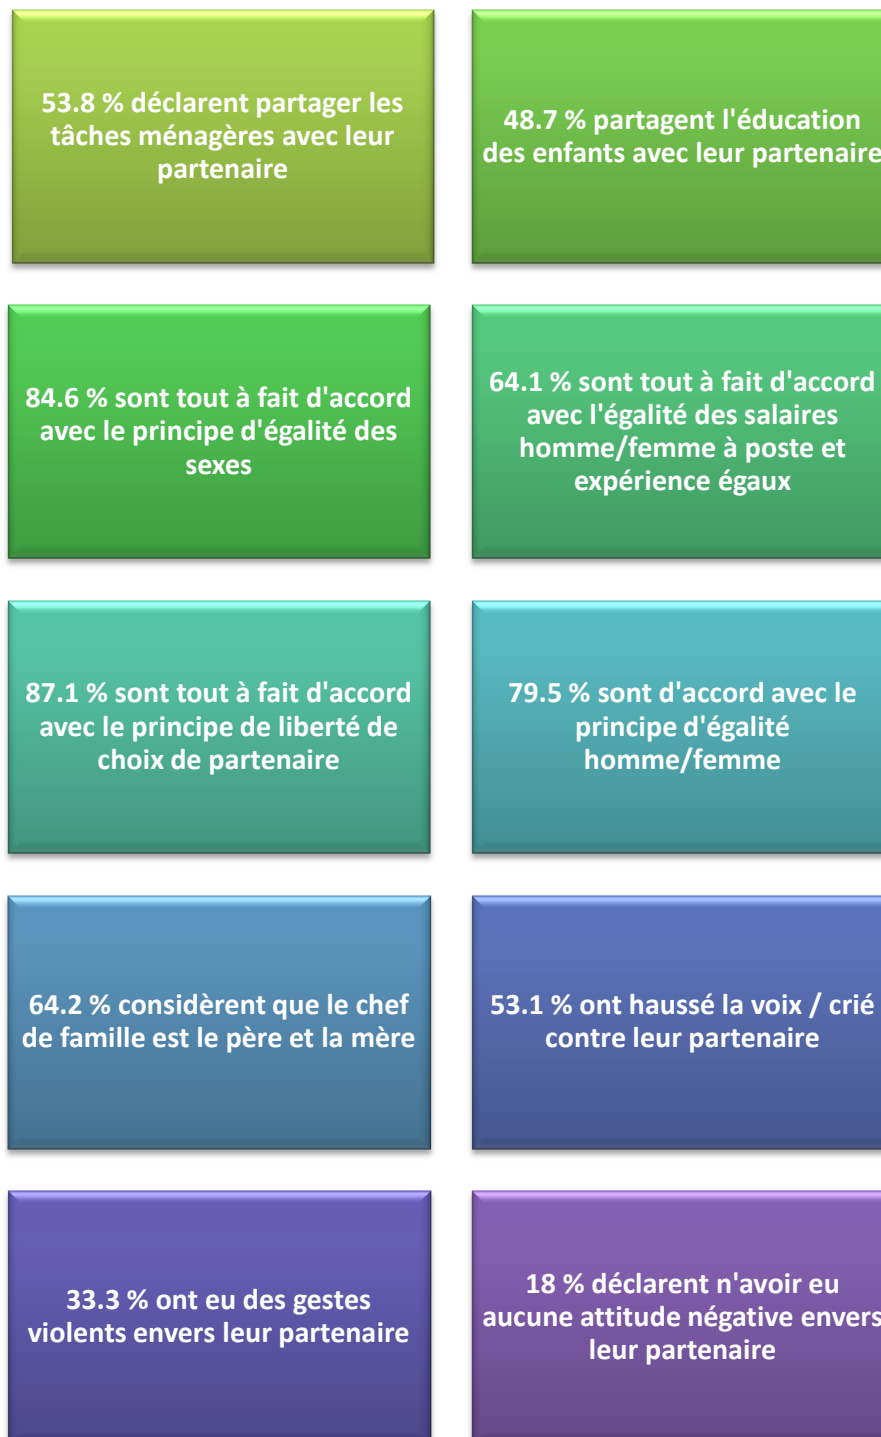 53.8 % déclarent partager les
tâches ménagères avec leur
partenaire
48.7 % partagent l'éducation
des enfants avec leur partenaire
84.6 % sont tout à fait d'accord
avec le principe d'égalité des
sexes
64.1 % sont tout à fait d'accord
avec l'égalité des salaires
homme/femme à poste et
expérience égaux
87.1 % sont tout à fait d'accord
avec le principe de liberté de
choix de partenaire
79.5 % sont d'accord avec le
principe d'égalité
homme/femme
64.2 % considèrent que le chef
de famille est le père et la mère
53.1 % ont haussé la voix / crié
contre leur partenaire
33.3 % ont eu des gestes
violents envers leur partenaire
18 % déclarent n'avoir eu
aucune attitude négative envers
leur partenaire